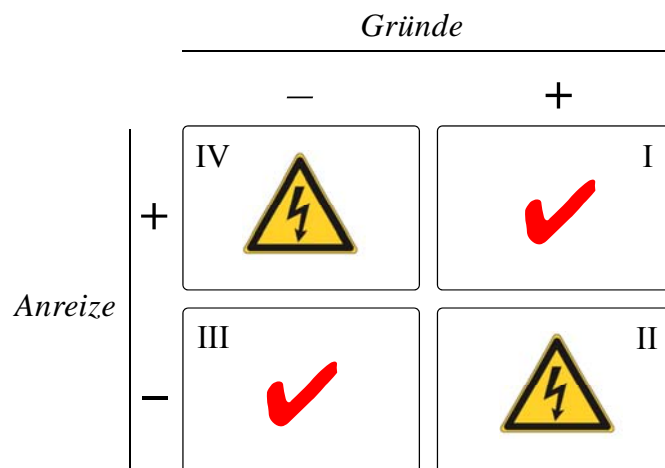 Gründe
− +
IV I
+
Anreize
III II
−